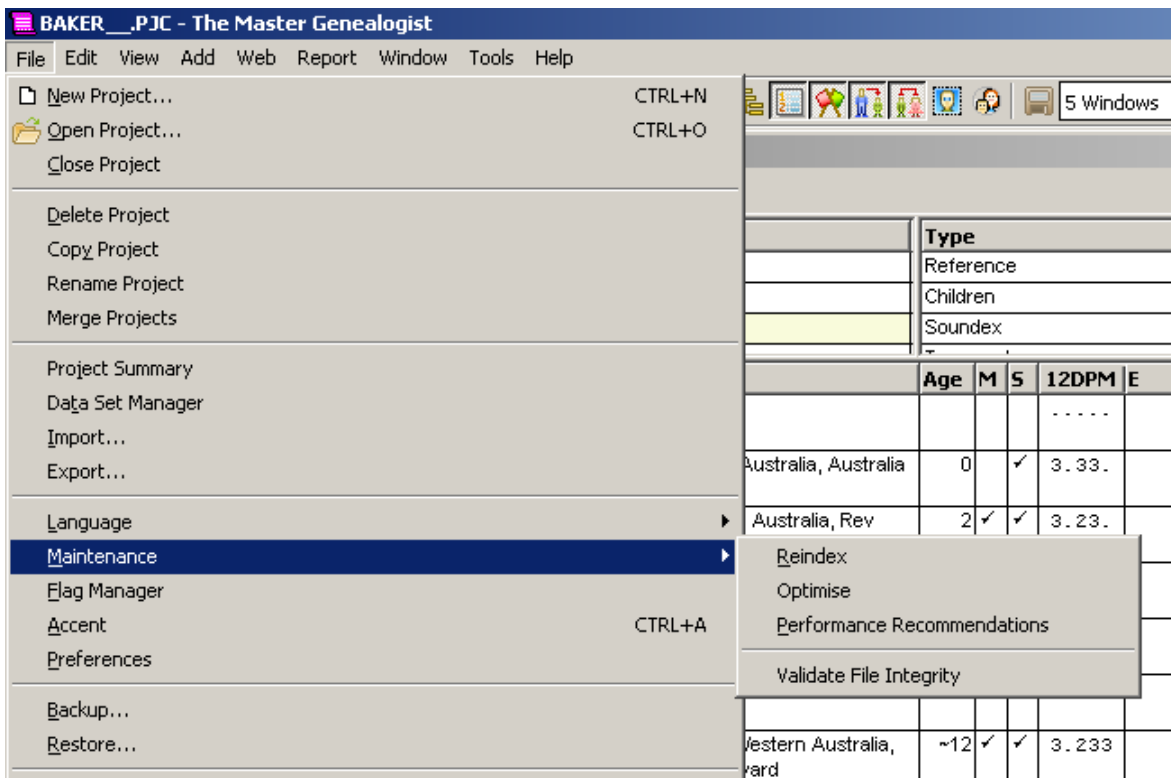 BAKER__.PJC - The Master Genealogist
File Edit View Add Web Report Window Tools Help
New Project... CTRL+N
Open Project... CTRL+O
Close Project
5 Windows
Delete Project
Copy Project
Rename Project
Merge Projects
Type
Reference
Children
Soundex
Project Summary
Data Set Manager
Import...
Export...
Age M S 12DPM E
- - - - -
Australia, Australia 0 ✓ 3.33.
Language
Australia, Rev 2 ✓ ✓ 3.23.
Maintenance
Flag Manager
Accent CTRL+A
Preferences
Reindex
Optimise
Performance Recommendations
Validate File Integrity
Backup...
Restore...
Western Australia, ~12 ✓ ✓ 3.233